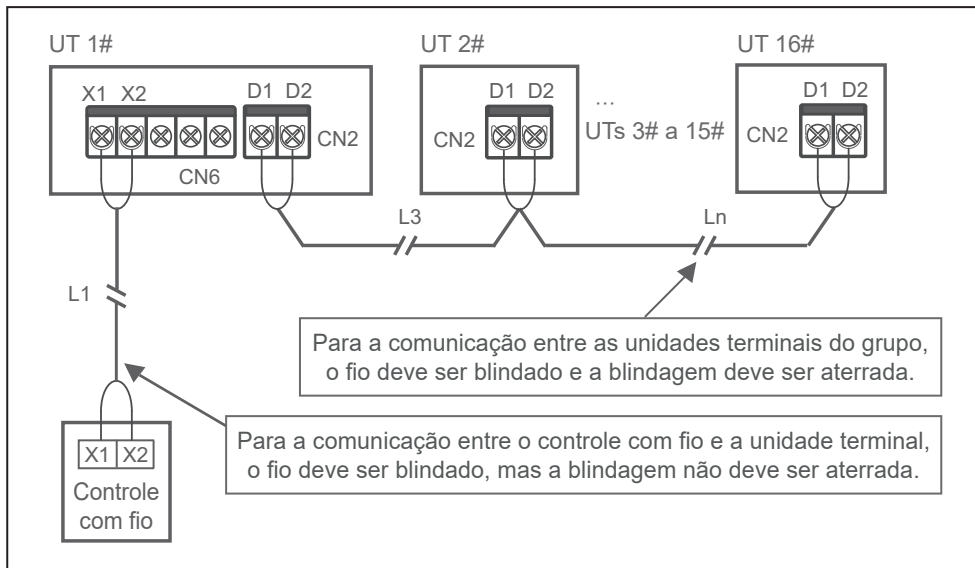 UT 1#
UT 2#
UT 16#
X1 X2
D1 D2
CN2
CN6
D1 D2
CN2
...
UTs 3# a 15#
D1 D2
CN2
L3
Ln
L1
Para a comunicação entre as unidades terminais do grupo,
o fio deve ser blindado e a blindagem deve ser aterrada.
Para a comunicação entre o controle com fio e a unidade terminal,
o fio deve ser blindado, mas a blindagem não deve ser aterrada.
X1 X2
Controle
com fio